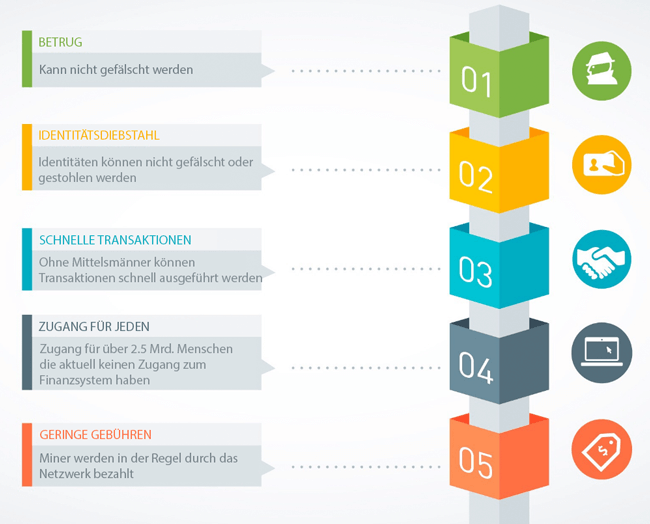 BETRUG
Kann nicht gefälscht werden
01
IDENTITÄTSDIEBSTAHL
Identitäten können nicht gefälscht oder
gestohlen werden
02
SCHNELLE TRANSAKTIONEN
Ohne Mittelsmänner können
Transaktionen schnell ausgeführt werden
03
ZUGANG FÜR JEDEN
Zugang für über 2.5 Mrd. Menschen
die aktuell keinen Zugang zum
Finanzsystem haben
04
GERINGE GEBÜHREN
Miner werden in der Regel durch das
Netzwerk bezahlt
05
$